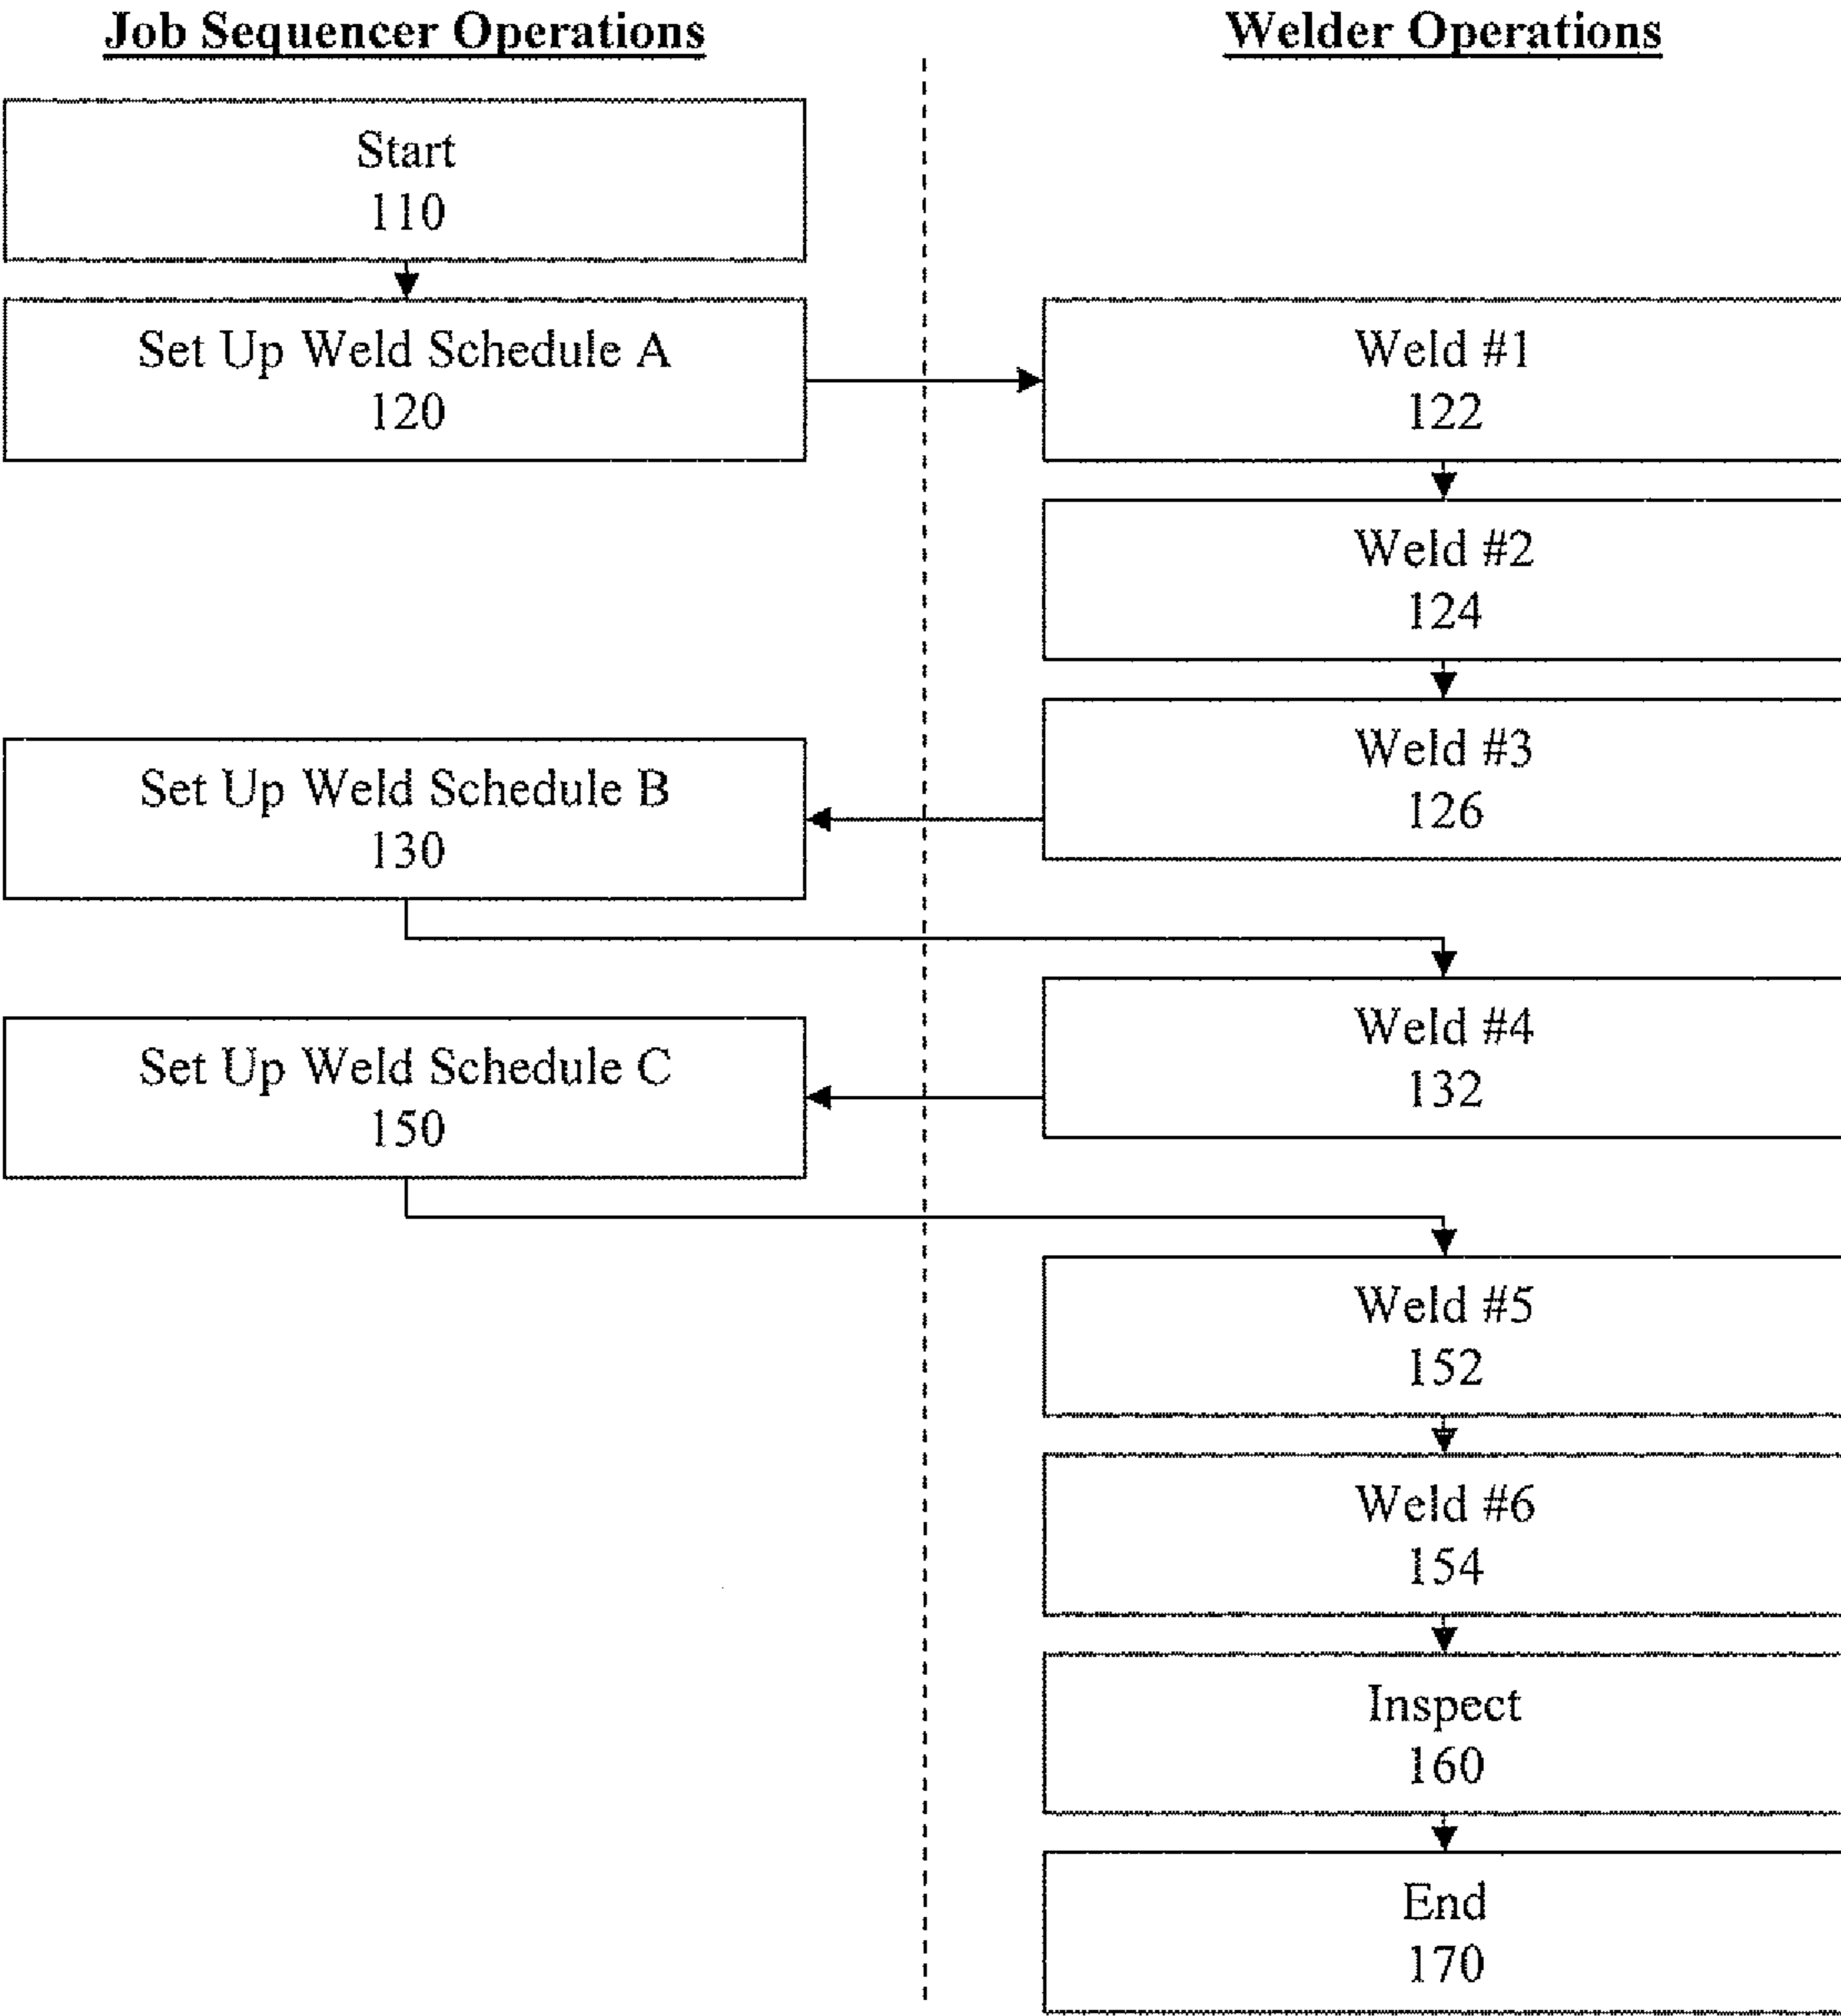 Job Sequencer Operations
Welder Operations
Start
110
Set Up Weld Schedule A
120
Weld #1
122
Weld #2
124
Weld #3
126
Set Up Weld Schedule B
130
Weld #4
132
Set Up Weld Schedule C
150
Weld #5
152
Weld #6
154
Inspect
160
End
170